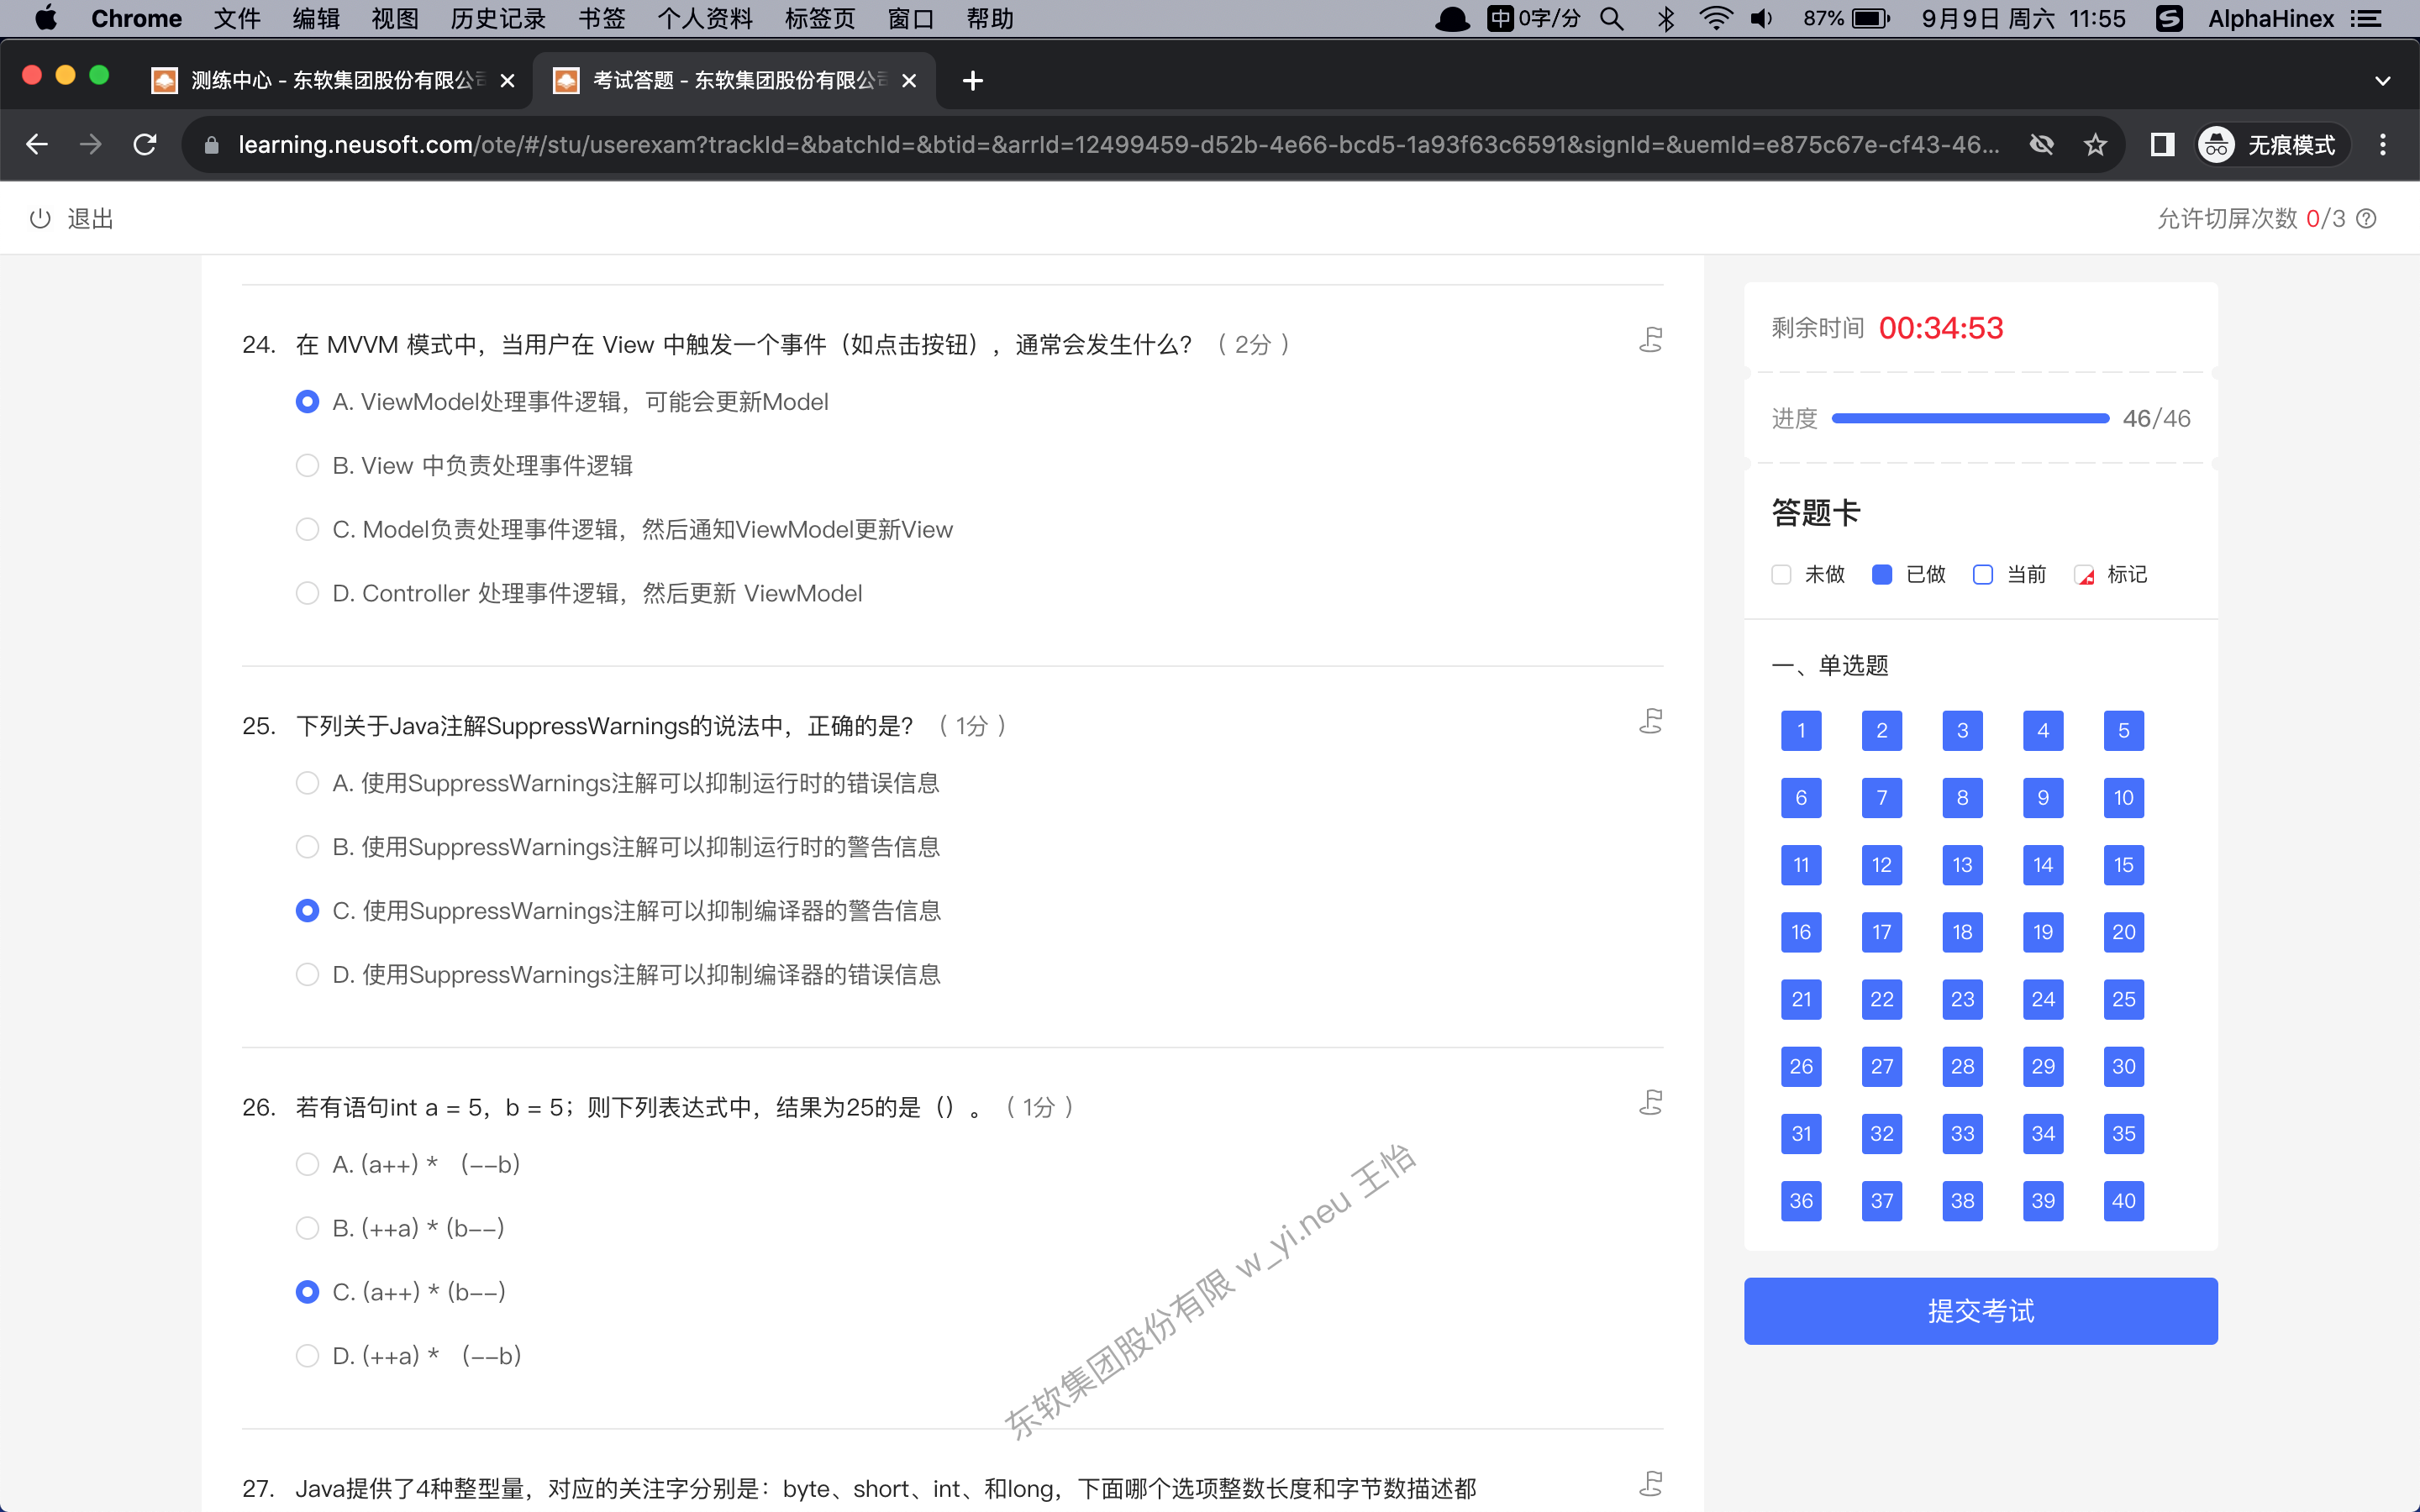 Chrome 文件 编辑 视图 历史记录 书签 个人资料 标签页 窗口 帮助 中 0字/分 87% 9月9日 周六 11:55 S AlphaHinex
测练中心 - 东软集团股份有限公司 考试答题 - 东软集团股份有限公司
learning.neusoft.com/ote/#/stu/userexam?trackId=&batchId=&btid=&arrId=12499459-d52b-4e66-bcd5-1a93f63c6591&signId=&uemId=e875c67e-cf43-46... 无痕模式
退出 允许切屏次数 0/3
24. 在 MVVM 模式中，当用户在 View 中触发一个事件（如点击按钮），通常会发生什么？（ 2分 ）
A. ViewModel处理事件逻辑，可能会更新Model
B. View 中负责处理事件逻辑
C. Model负责处理事件逻辑，然后通知ViewModel更新View
D. Controller 处理事件逻辑，然后更新 ViewModel
25. 下列关于Java注解SuppressWarnings的说法中，正确的是？（ 1分 ）
A. 使用SuppressWarnings注解可以抑制运行时的错误信息
B. 使用SuppressWarnings注解可以抑制运行时的警告信息
C. 使用SuppressWarnings注解可以抑制编译器的警告信息
D. 使用SuppressWarnings注解可以抑制编译器的错误信息
26. 若有语句int a = 5，b = 5；则下列表达式中，结果为25的是（）。（ 1分 ）
A. (a++) * （--b)
B. (++a) * (b--)
C. (a++) * (b--)
D. (++a) * （--b)
27. Java提供了4种整型量，对应的关注字分别是：byte、short、int、和long，下面哪个选项整数长度和字节数描述都
东软集团股份有限 w_yi.neu 王怡
剩余时间 00:34:53
进度 46/46
答题卡
未做 已做 当前 标记
一、单选题
1 2 3 4 5
6 7 8 9 10
11 12 13 14 15
16 17 18 19 20
21 22 23 24 25
26 27 28 29 30
31 32 33 34 35
36 37 38 39 40
提交考试